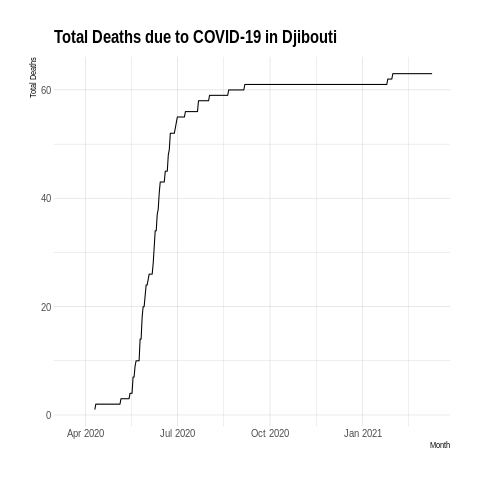 Total Deaths due to COVID-19 in Djibouti
Total Deaths
60
40
20
0
Apr 2020 Jul 2020 Oct 2020 Jan 2021
Month